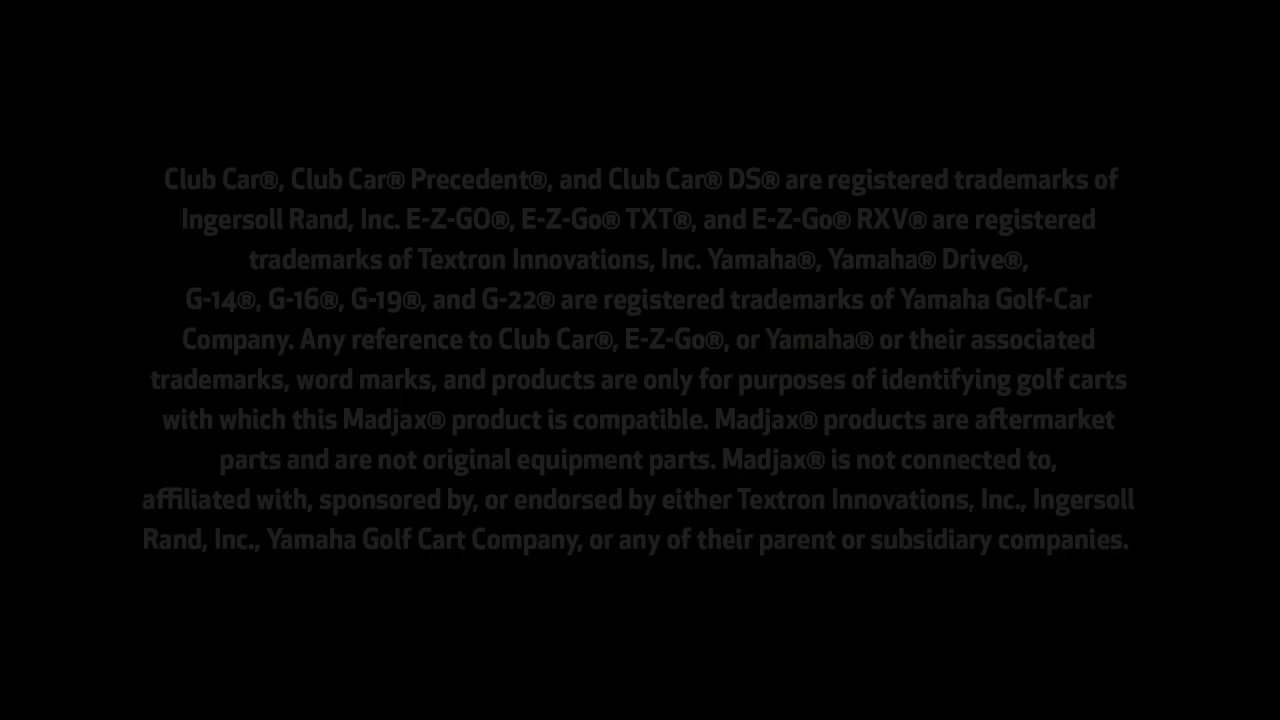 Club Car®, Club Car® Precedent®, and Club Car® DS® are registered trademarks of
Ingersoll Rand, Inc. E-Z-GO®, E-Z-Go® TXT®, and E-Z-Go® RXV® are registered
trademarks of Textron Innovations, Inc. Yamaha®, Yamaha® Drive®,
G-14®, G-16®, G-19®, and G-22® are registered trademarks of Yamaha Golf-Car
Company. Any reference to Club Car®, E-Z-Go®, or Yamaha® or their associated
trademarks, word marks, and products are only for purposes of identifying golf carts
with which this Madjax® product is compatible. Madjax® products are aftermarket
parts and are not original equipment parts. Madjax® is not connected to,
affiliated with, sponsored by, or endorsed by either Textron Innovations, Inc., Ingersoll
Rand, Inc., Yamaha Golf Cart Company, or any of their parent or subsidiary companies.